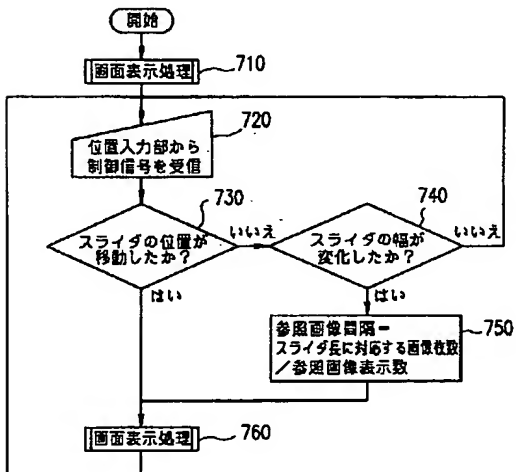 開始
画面表示処理
710
720
位置入力部から
制御信号を受信
730
740
スライダの位置が
移動したか?
いいえ
スライダの幅が
変化したか?
いいえ
はい
はい
参照画像間隔=
スライダ長に対応する画像枚数
/参照画像表示数
750
画面表示処理
760